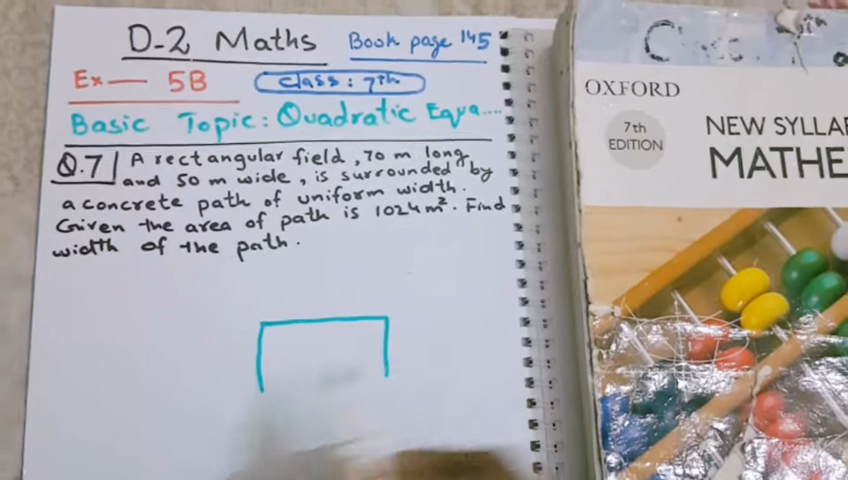 D-2 Maths
Book page 145
Ex— 5B
Class: 7th
Basic Topic: Quadratic Equa....
Q.7 A rectangular field, 70 m long
and 50 m wide, is surrounded by
a concrete path of uniform width.
Given the area of path is 1024 m². Find
width of the path.
OXFORD
7th
EDITION
NEW SYLLA
MATHE